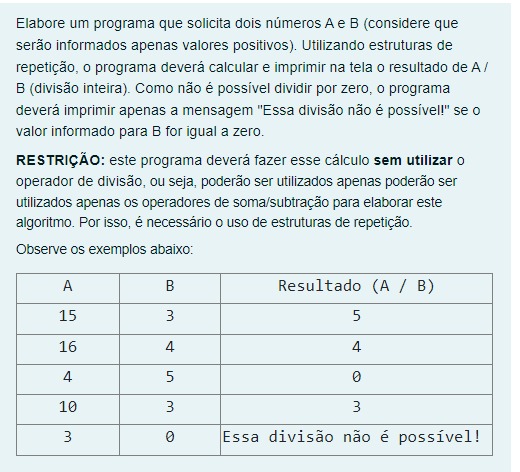 Elabore um programa que solicita dois números A e B (considere que
serão informados apenas valores positivos). Utilizando estruturas de
repetição, o programa deverá calcular e imprimir na tela o resultado de A /
B (divisão inteira). Como não é possível dividir por zero, o programa
deverá imprimir apenas a mensagem "Essa divisão não é possível!" se o
valor informado para B for igual a zero.
RESTRIÇÃO: este programa deverá fazer esse cálculo sem utilizar o
operador de divisão, ou seja, poderão ser utilizados apenas poderão ser
utilizados apenas os operadores de soma/subtração para elaborar este
algoritmo. Por isso, é necessário o uso de estruturas de repetição.
Observe os exemplos abaixo:
A B Resultado (A / B)
15 3 5
16 4 4
4 5 0
10 3 3
3 0 Essa divisão não é possível!